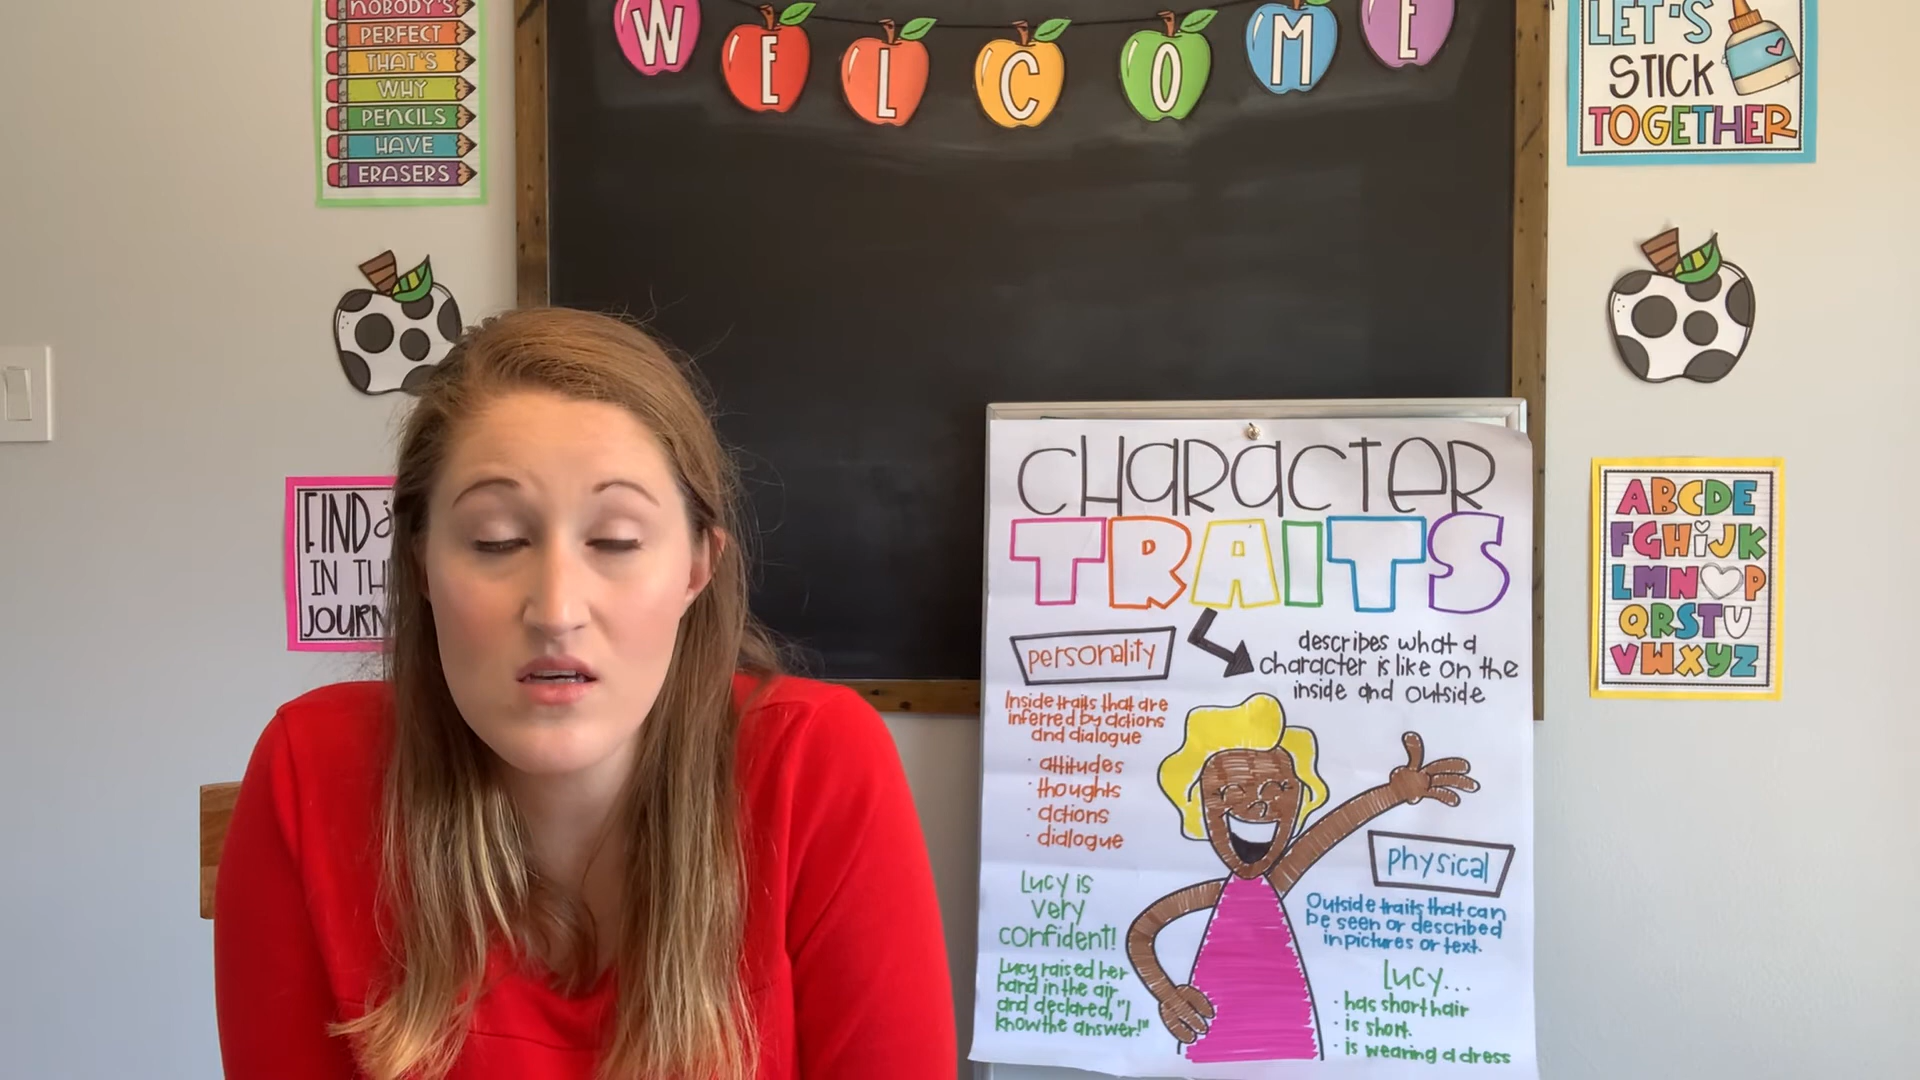 NOBODY'S
PERFECT
THAT'S
WHY
PENCILS
HAVE
ERASERS
WELCOME
LET'S
STICK
TOGETHER
FIND
IN
JOURN
CHARACTER
TRAITS
describes what a
character is like on the
inside and outside
personality
Inside traits that are
inferred by actions
and dialogue
· attitudes
· thoughts
· actions
· dialogue
Lucy is
very
confident!
Lucy raised her
hand in the air
and declared, "I
know the answer!"
physical
Outside traits that can
be seen or described
in pictures or text.
Lucy...
· has short hair
· is short.
· is wearing a dress
ABCDE
FGHiJK
LMN P
QRSTU
VWXYZ